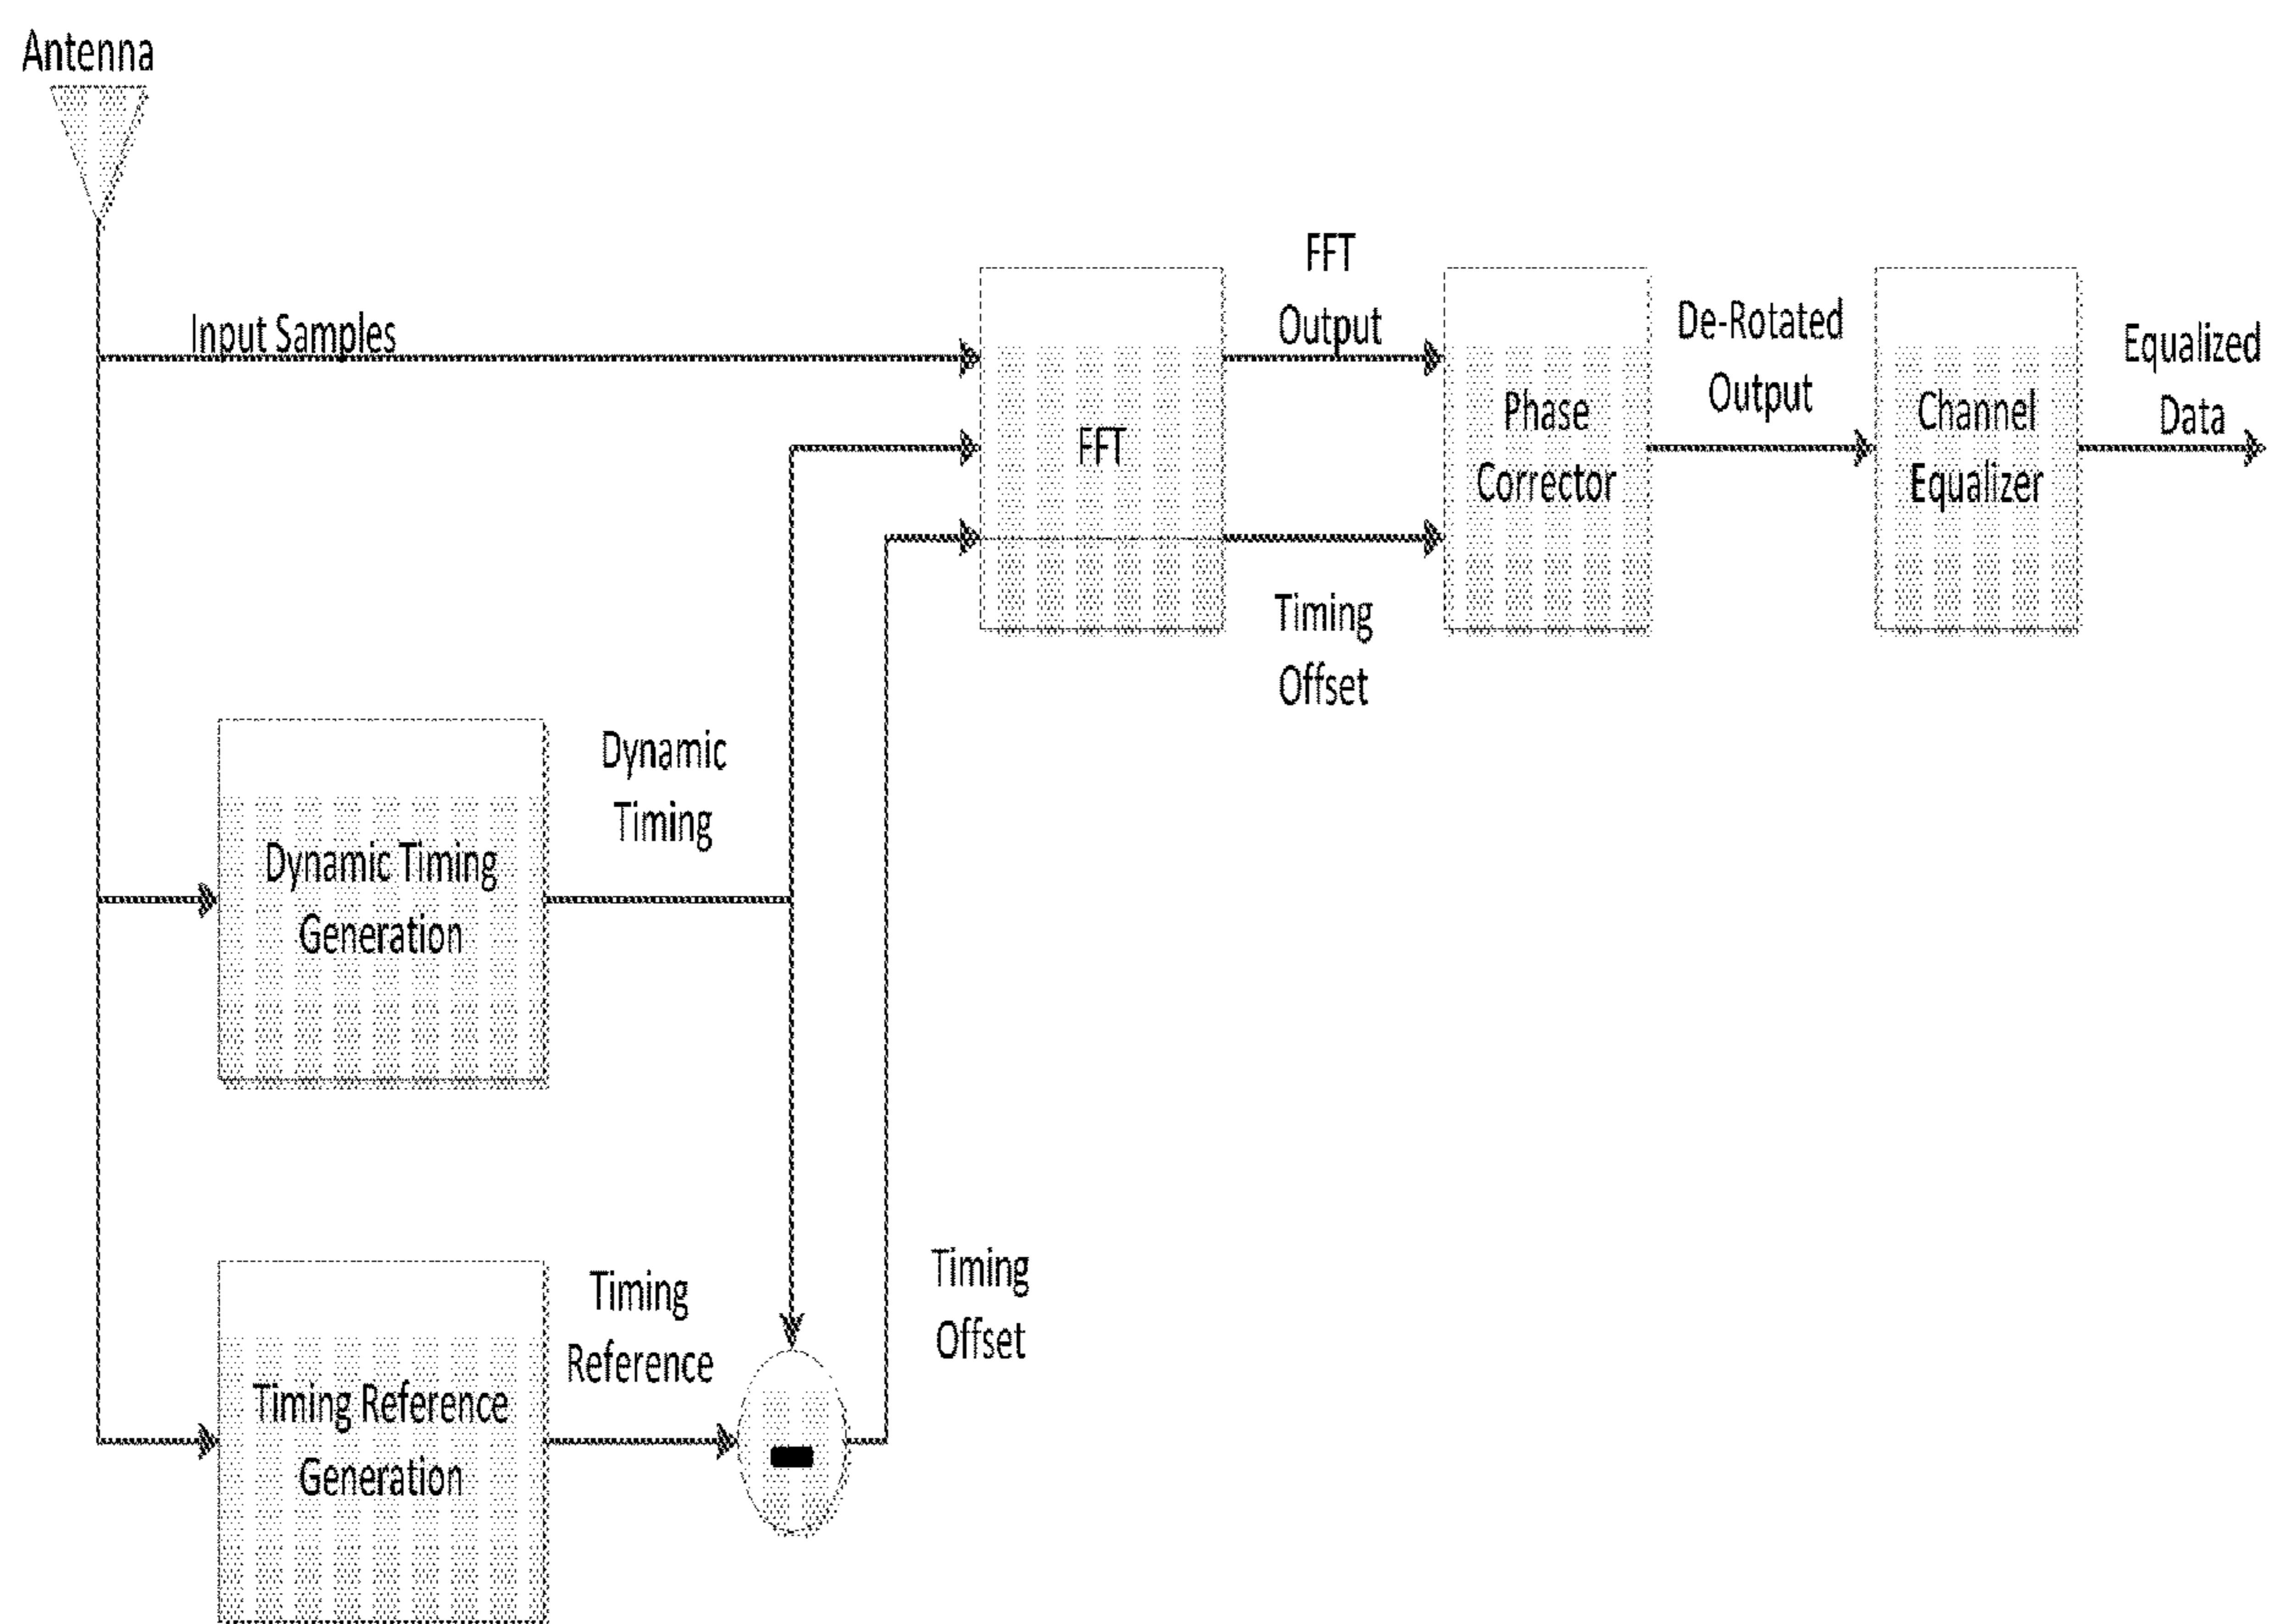 Antenna
Input Samples
FFT
FFT
Output
Timing
Offset
Phase
Corrector
De-Rotated
Output
Channel
Equalizer
Equalized
Data
Dynamic Timing
Generation
Dynamic
Timing
Timing Reference
Generation
Timing
Reference
Timing
Offset